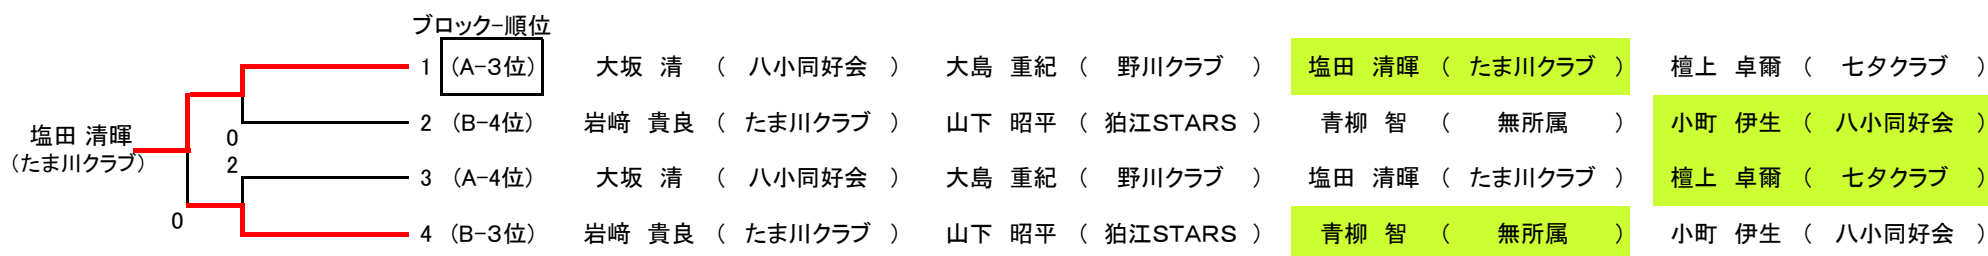 ブロック-順位
1 (A-3位) 大坂 清 ( 八小同好会 ) 大島 重紀 ( 野川クラブ ) 塩田 清暉 ( たま川クラブ ) 檀上 卓爾 ( 七夕クラブ )
2 (B-4位) 岩﨑 貴良 ( たま川クラブ ) 山下 昭平 ( 狛江STARS ) 青柳 智 ( 無所属 ) 小町 伊生 ( 八小同好会 )
塩田 清暉
0
(たま川クラブ)
2
3 (A-4位) 大坂 清 ( 八小同好会 ) 大島 重紀 ( 野川クラブ ) 塩田 清暉 ( たま川クラブ ) 檀上 卓爾 ( 七夕クラブ )
0
4 (B-3位) 岩﨑 貴良 ( たま川クラブ ) 山下 昭平 ( 狛江STARS ) 青柳 智 ( 無所属 ) 小町 伊生 ( 八小同好会 )